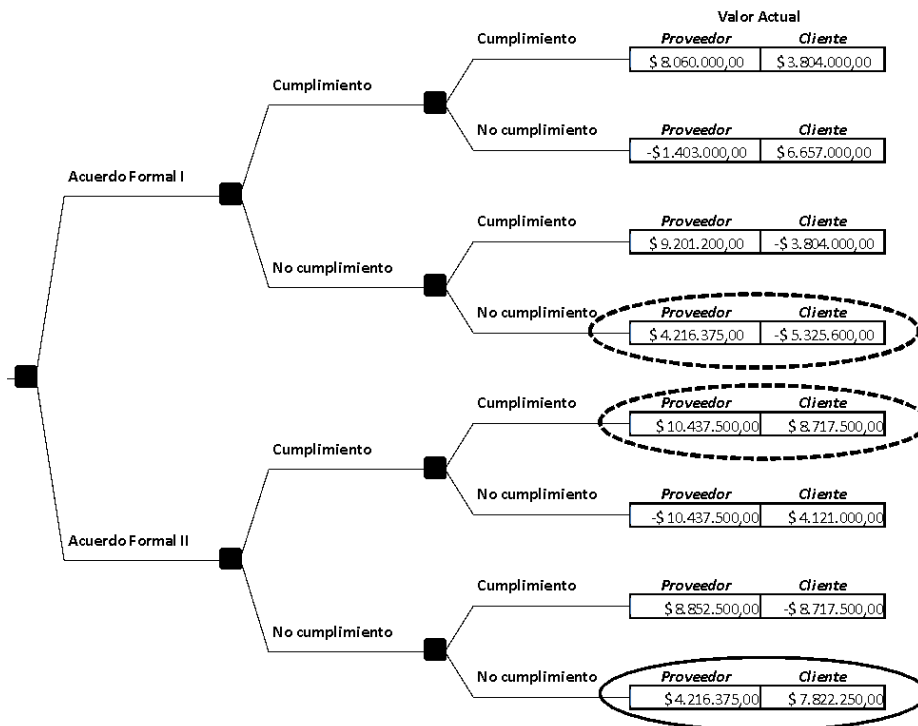 Valor Actual
Cumplimiento
Proveedor Cliente
$ 8.060.000,00 $ 3.804.000,00
Cumplimiento
No cumplimiento
Proveedor Cliente
-$ 1.403.000,00 $ 6.657.000,00
Acuerdo Formal I
Cumplimiento
Proveedor Cliente
$ 9.201.200,00 -$ 3.804.000,00
No cumplimiento
No cumplimiento
Proveedor Cliente
$ 4.216.375,00 -$ 5.325.600,00
Cumplimiento
Proveedor Cliente
$ 10.437.500,00 $ 8.717.500,00
Cumplimiento
No cumplimiento
Proveedor Cliente
-$ 10.437.500,00 $ 4.121.000,00
Acuerdo Formal II
Cumplimiento
Proveedor Cliente
$ 8.852.500,00 -$ 8.717.500,00
No cumplimiento
No cumplimiento
Proveedor Cliente
$ 4.216.375,00 $ 7.822.250,00